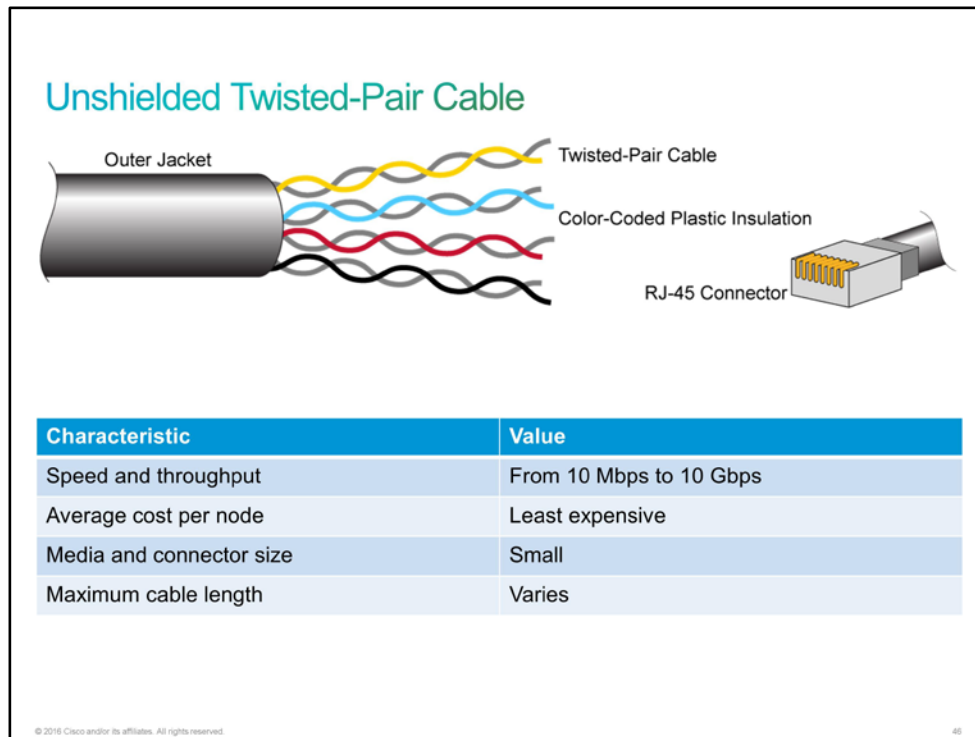 Unshielded Twisted-Pair Cable
Outer Jacket
Twisted-Pair Cable
Color-Coded Plastic Insulation
RJ-45 Connector
Characteristic Value
Speed and throughput From 10 Mbps to 10 Gbps
Average cost per node Least expensive
Media and connector size Small
Maximum cable length Varies
© 2016 Cisco and/or its affiliates. All rights reserved. 46